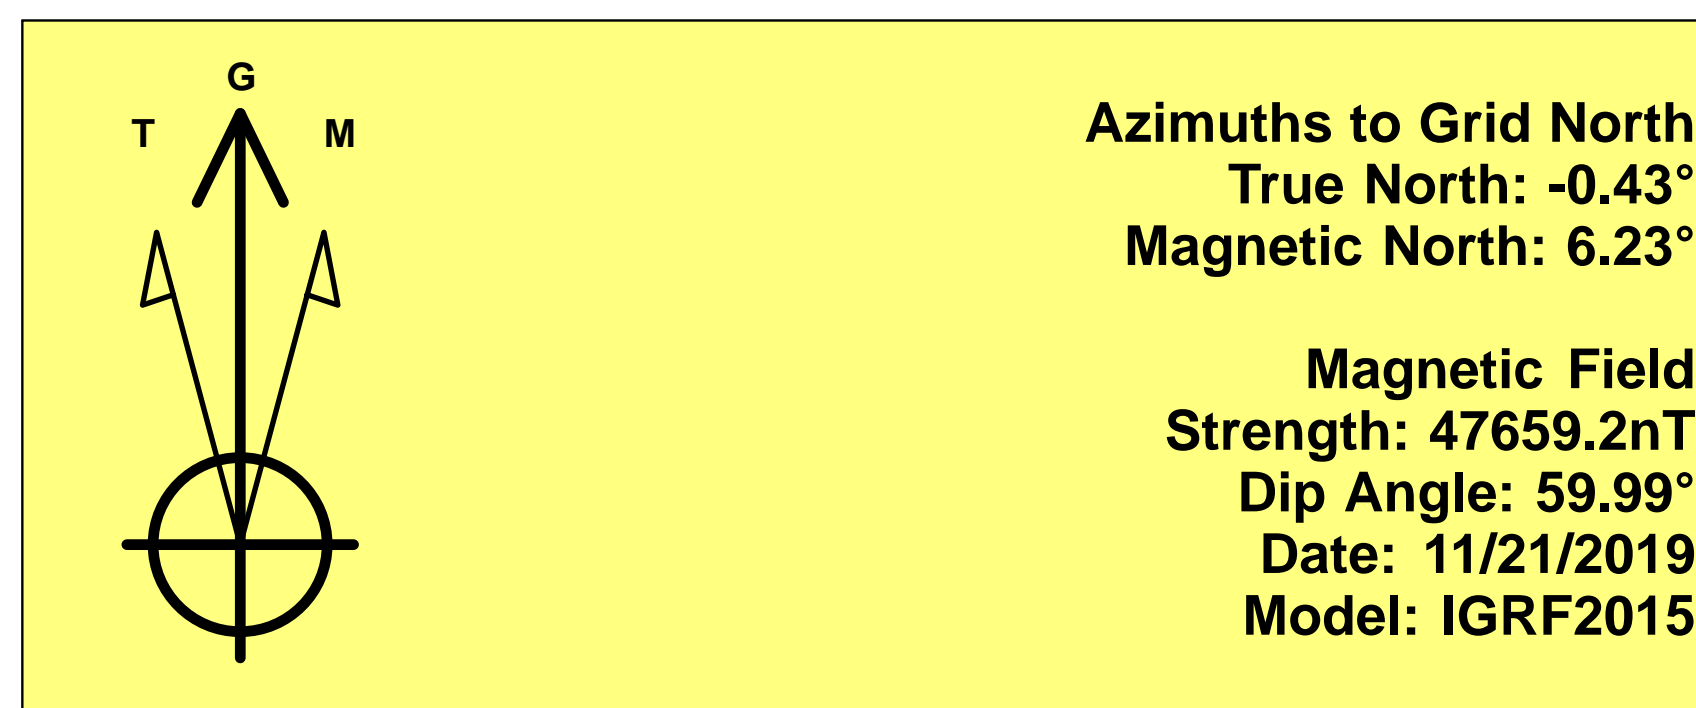 G
T M
Azimuths to Grid North
True North: -0.43°
Magnetic North: 6.23°
Magnetic Field
Strength: 47659.2nT
Dip Angle: 59.99°
Date: 11/21/2019
Model: IGRF2015